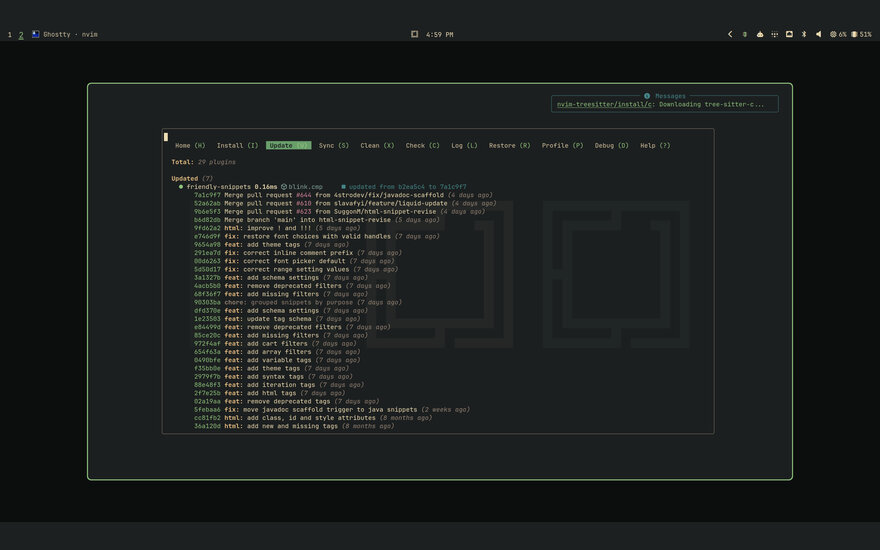 1 2 Ghostty · nvim 4:59 PM 6% 51%
Messages
nvim-treesitter/install/c: Downloading tree-sitter-c...
Home (H) Install (I) Update (U) Sync (S) Clean (X) Check (C) Log (L) Restore (R) Profile (P) Debug (D) Help (?)
Total: 29 plugins
Updated (7)
● friendly-snippets 0.16ms blink.cmp updated from b2ea5c4 to 7a1c9f7
7a1c9f7 Merge pull request #644 from 4strodev/fix/javadoc-scaffold (4 days ago)
52a62ab Merge pull request #610 from slavafyi/feature/liquid-update (4 days ago)
9b6e5f3 Merge pull request #623 from SuggonM/html-snippet-revise (4 days ago)
b6d82db Merge branch 'main' into html-snippet-revise (5 days ago)
9fd62a2 html: improve ! and !!! (5 days ago)
e746d9f fix: restore font choices with valid handles (7 days ago)
9654a98 feat: add theme tags (7 days ago)
291ea7d fix: correct inline comment prefix (7 days ago)
00d6263 fix: correct font picker default (7 days ago)
5d50d17 fix: correct range setting values (7 days ago)
3a1327b feat: add schema settings (7 days ago)
4acb5b0 feat: remove deprecated filters (7 days ago)
68f36f7 feat: add missing filters (7 days ago)
90303ba chore: grouped snippets by purpose (7 days ago)
dfd370e feat: add schema settings (7 days ago)
1e23503 feat: update tag schema (7 days ago)
e84499d feat: remove deprecated filters (7 days ago)
05ce20c feat: add missing filters (7 days ago)
972f4af feat: add cart filters (7 days ago)
654f63a feat: add array filters (7 days ago)
0490bfe feat: add variable tags (7 days ago)
f35bb0e feat: add theme tags (7 days ago)
2979f7b feat: add syntax tags (7 days ago)
88e48f3 feat: add iteration tags (7 days ago)
2f7e25b feat: add html tags (7 days ago)
02a19aa feat: remove deprecated tags (7 days ago)
5febaa6 fix: move javadoc scaffold trigger to java snippets (2 weeks ago)
cc81fb2 html: add class, id and style attributes (8 months ago)
36a120d html: add new and missing tags (8 months ago)